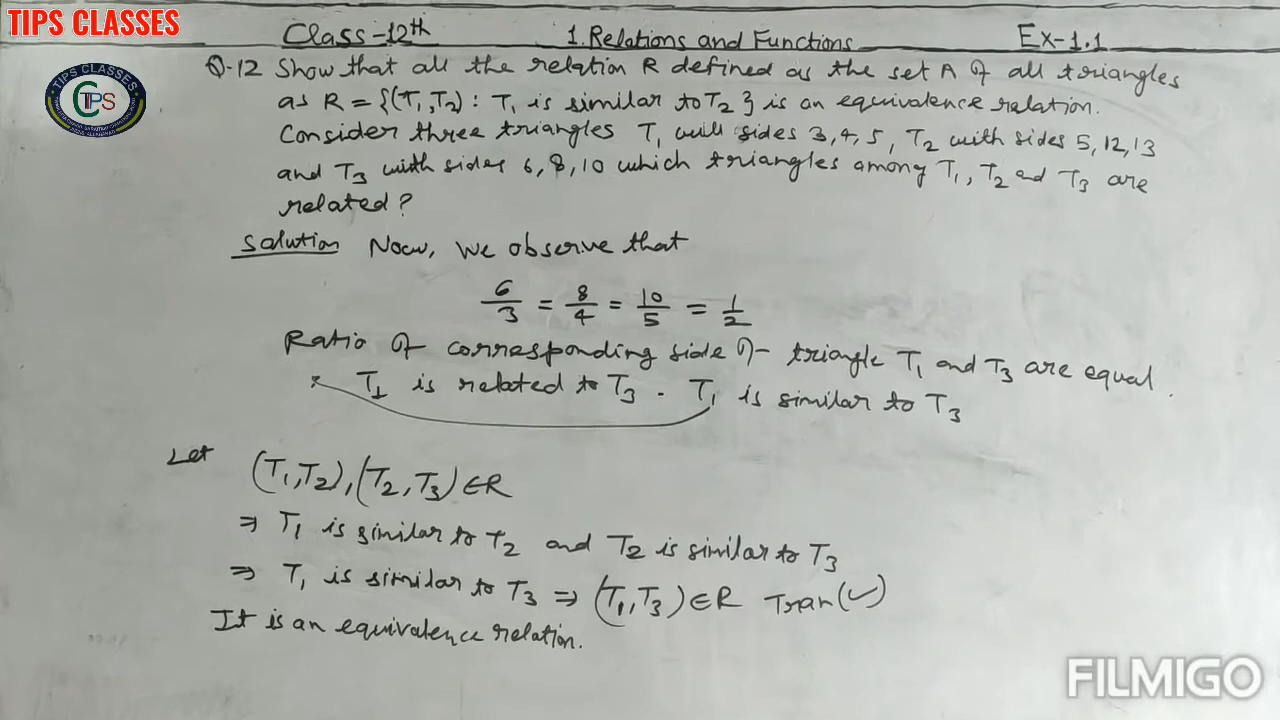 TIPS CLASSES
Class-12th 1. Relations and Functions Ex-1.1
TIPS CLASSES
CTIPS
Q.12 Show that all the relation R defined as the set A of all triangles
as R = {(T1, T2) : T1 is similar to T2} is an equivalence relation.
Consider three triangles T1 with sides 3, 4, 5, T2 with sides 5, 12, 13
and T3 with sides 6, 8, 10 which triangles among T1, T2 and T3 are
related?
Solution Now, we observe that
6/3 = 8/4 = 10/5 = 1/2
Ratio of corresponding side of triangle T1 and T3 are equal.
T1 is related to T3. T1 is similar to T3
Let (T1, T2), (T2, T3) ∈ R
⇒ T1 is similar to T2 and T2 is similar to T3
⇒ T1 is similar to T3 ⇒ (T1, T3) ∈ R Tran (✓)
It is an equivalence relation.
FILMIGO